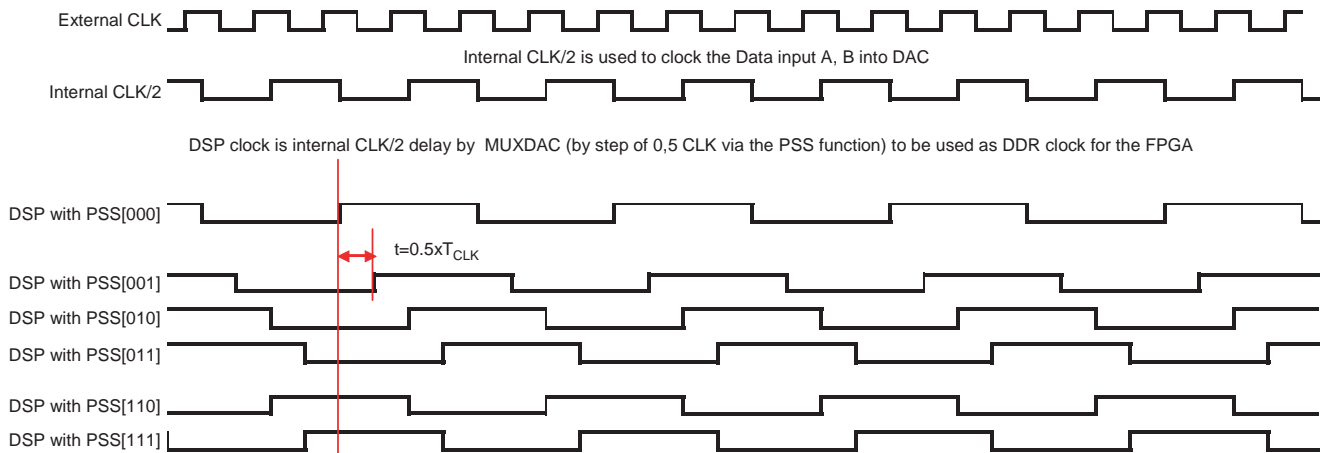 External CLK
Internal CLK/2 is used to clock the Data input A, B into DAC
Internal CLK/2
DSP clock is internal CLK/2 delay by MUXDAC (by step of 0,5 CLK via the PSS function) to be used as DDR clock for the FPGA
DSP with PSS[000]
t=0.5xTCLK
DSP with PSS[001]
DSP with PSS[010]
DSP with PSS[011]
DSP with PSS[110]
DSP with PSS[111]